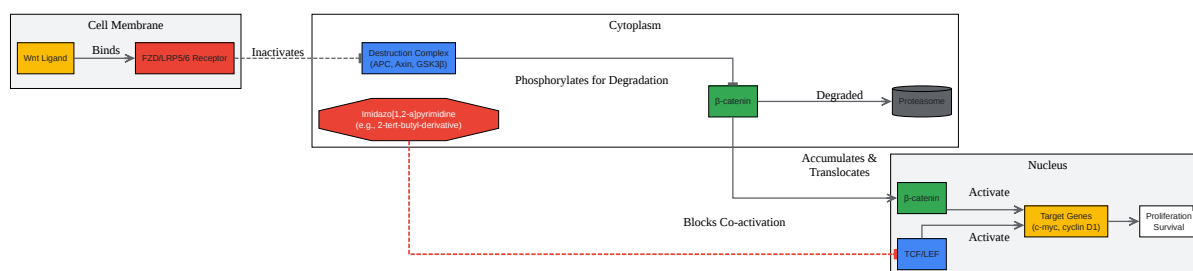 Cell Membrane
Wnt Ligand
Binds
FZD/LRP5/6 Receptor
Inactivates
Cytoplasm
Destruction Complex
(APC, Axin, GSK3β)
Phosphorylates for Degradation
β-catenin
Degraded
Proteasome
Imidazo[1,2-a]pyrimidine
(e.g., 2-tert-butyl-derivative)
Accumulates &
Translocates
Blocks Co-activation
Nucleus
β-catenin
Activate
TCF/LEF
Activate
Target Genes
(c-myc, cyclin D1)
Proliferation
Survival